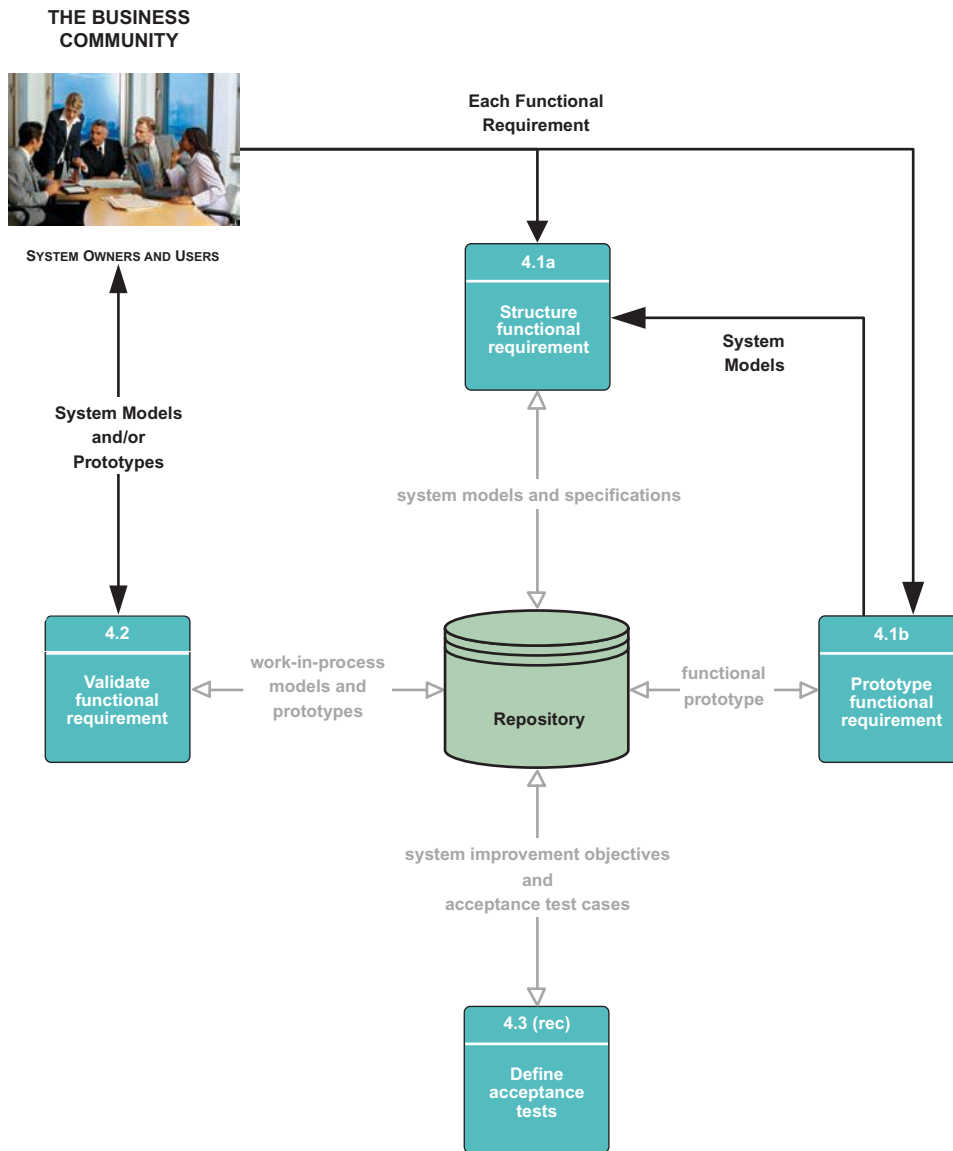 THE BUSINESS
COMMUNITY
Each Functional
Requirement
SYSTEM OWNERS AND USERS
4.1a
Structure
functional
requirement
System
Models
System Models
and/or
Prototypes
system models and specifications
4.2
Validate
functional
requirement
work-in-process
models and
prototypes
Repository
functional
prototype
4.1b
Prototype
functional
requirement
system improvement objectives
and
acceptance test cases
4.3 (rec)
Define
acceptance
tests